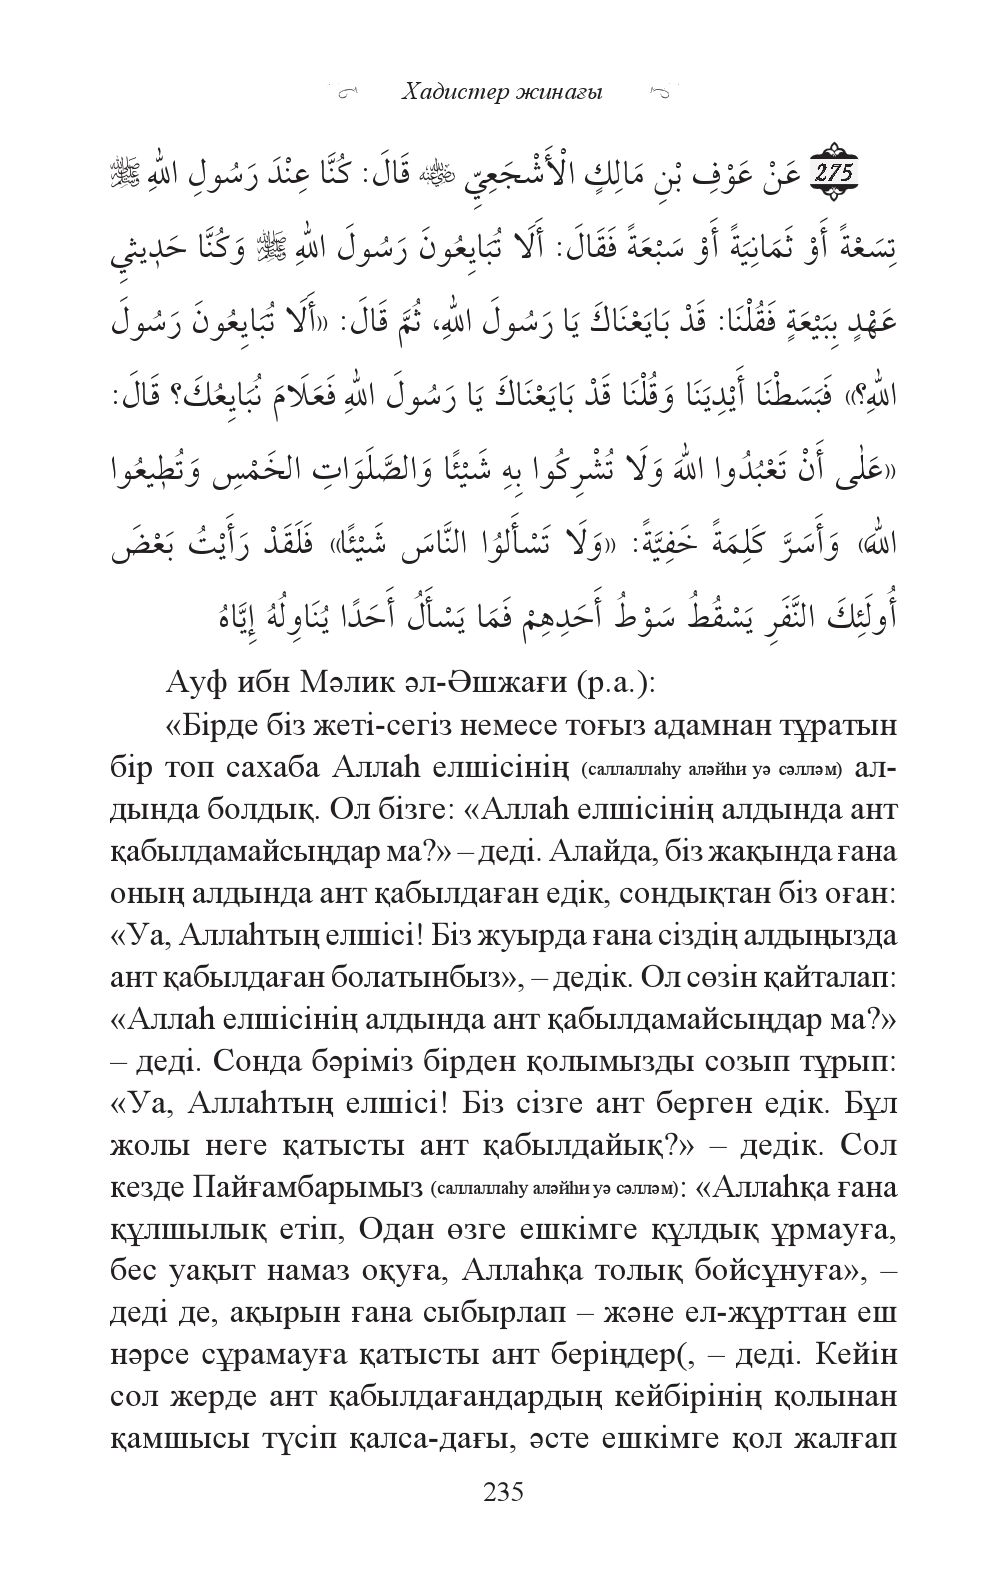 Хадистер жинағы
275 عَنْ عَوْفِ بْنِ مَالِكٍ الْأَشْجَعِيِّ ﷛ قَالَ: كُنَّا عِنْدَ رَسُولِ اللهِ ﷺ
تِسَعْةً أَوْ ثَمَانِيَةً أَوْ سَبْعَةً فَقَالَ: أَلَا تُبَايِعُونَ رَسُولَ اللهِ ﷺ وَكُنَّا حَدِيثِي
عَهْدٍ بِبَيْعَةٍ فَقُلْنَا: قَدْ بَايَعْنَاكَ يَا رَسُولَ اللهِ، ثُمَّ قَالَ: «أَلَا تُبَايِعُونَ رَسُولَ
اللهِ؟» فَبَسَطْنَا أَيْدِيَنَا وَقُلْنَا قَدْ بَايَعْنَاكَ يَا رَسُولَ اللهِ فَعَلَامَ نُبَايِعُكَ؟ قَالَ:
«عَلٰى أَنْ تَعْبُدُوا اللهَ وَلَا تُشْرِكُوا بِهِ شَيْئًا وَالصَّلَوَاتِ الخَمْسِ وَتُطِيعُوا
اللهَ» وَأَسَرَّ كَلِمَةً خَفِيَّةً: «وَلَا تَسْأَلوُا النَّاسَ شَيْئًا» فَلَقَدْ رَأَيْتُ بَعْضَ
أُولَئِكَ النَّفَرِ يَسْقُطُ سَوْطُ أَحَدِهِمْ فَمَا يَسْأَلُ أَحَدًا يُنَاوِلُهُ إِيَّاهُ
Ауф ибн Мәлик әл-Әшжағи (р.а.):
«Бірде біз жеті-сегіз немесе тоғыз адамнан тұратын
бір топ сахаба Аллаһ елшісінің (саллаллаһу аләйһи уә сәлләм) ал-
дында болдық. Ол бізге: «Аллаһ елшісінің алдында ант
қабылдамайсыңдар ма?» – деді. Алайда, біз жақында ғана
оның алдында ант қабылдаған едік, сондықтан біз оған:
«Уа, Аллаһтың елшісі! Біз жуырда ғана сіздің алдыңызда
ант қабылдаған болатынбыз», – дедік. Ол сөзін қайталап:
«Аллаһ елшісінің алдында ант қабылдамайсыңдар ма?»
– деді. Сонда бәріміз бірден қолымызды созып тұрып:
«Уа, Аллаһтың елшісі! Біз сізге ант берген едік. Бұл
жолы неге қатысты ант қабылдайық?» – дедік. Сол
кезде Пайғамбарымыз (саллаллаһу аләйһи уә сәлләм): «Аллаһқа ғана
құлшылық етіп, Одан өзге ешкімге құлдық ұрмауға,
бес уақыт намаз оқуға, Аллаһқа толық бойсұнуға», –
деді де, ақырын ғана сыбырлап – және ел-жұрттан еш
нәрсе сұрамауға қатысты ант беріңдер(, – деді. Кейін
сол жерде ант қабылдағандардың кейбірінің қолынан
қамшысы түсіп қалса-дағы, әсте ешкімге қол жалғап
235